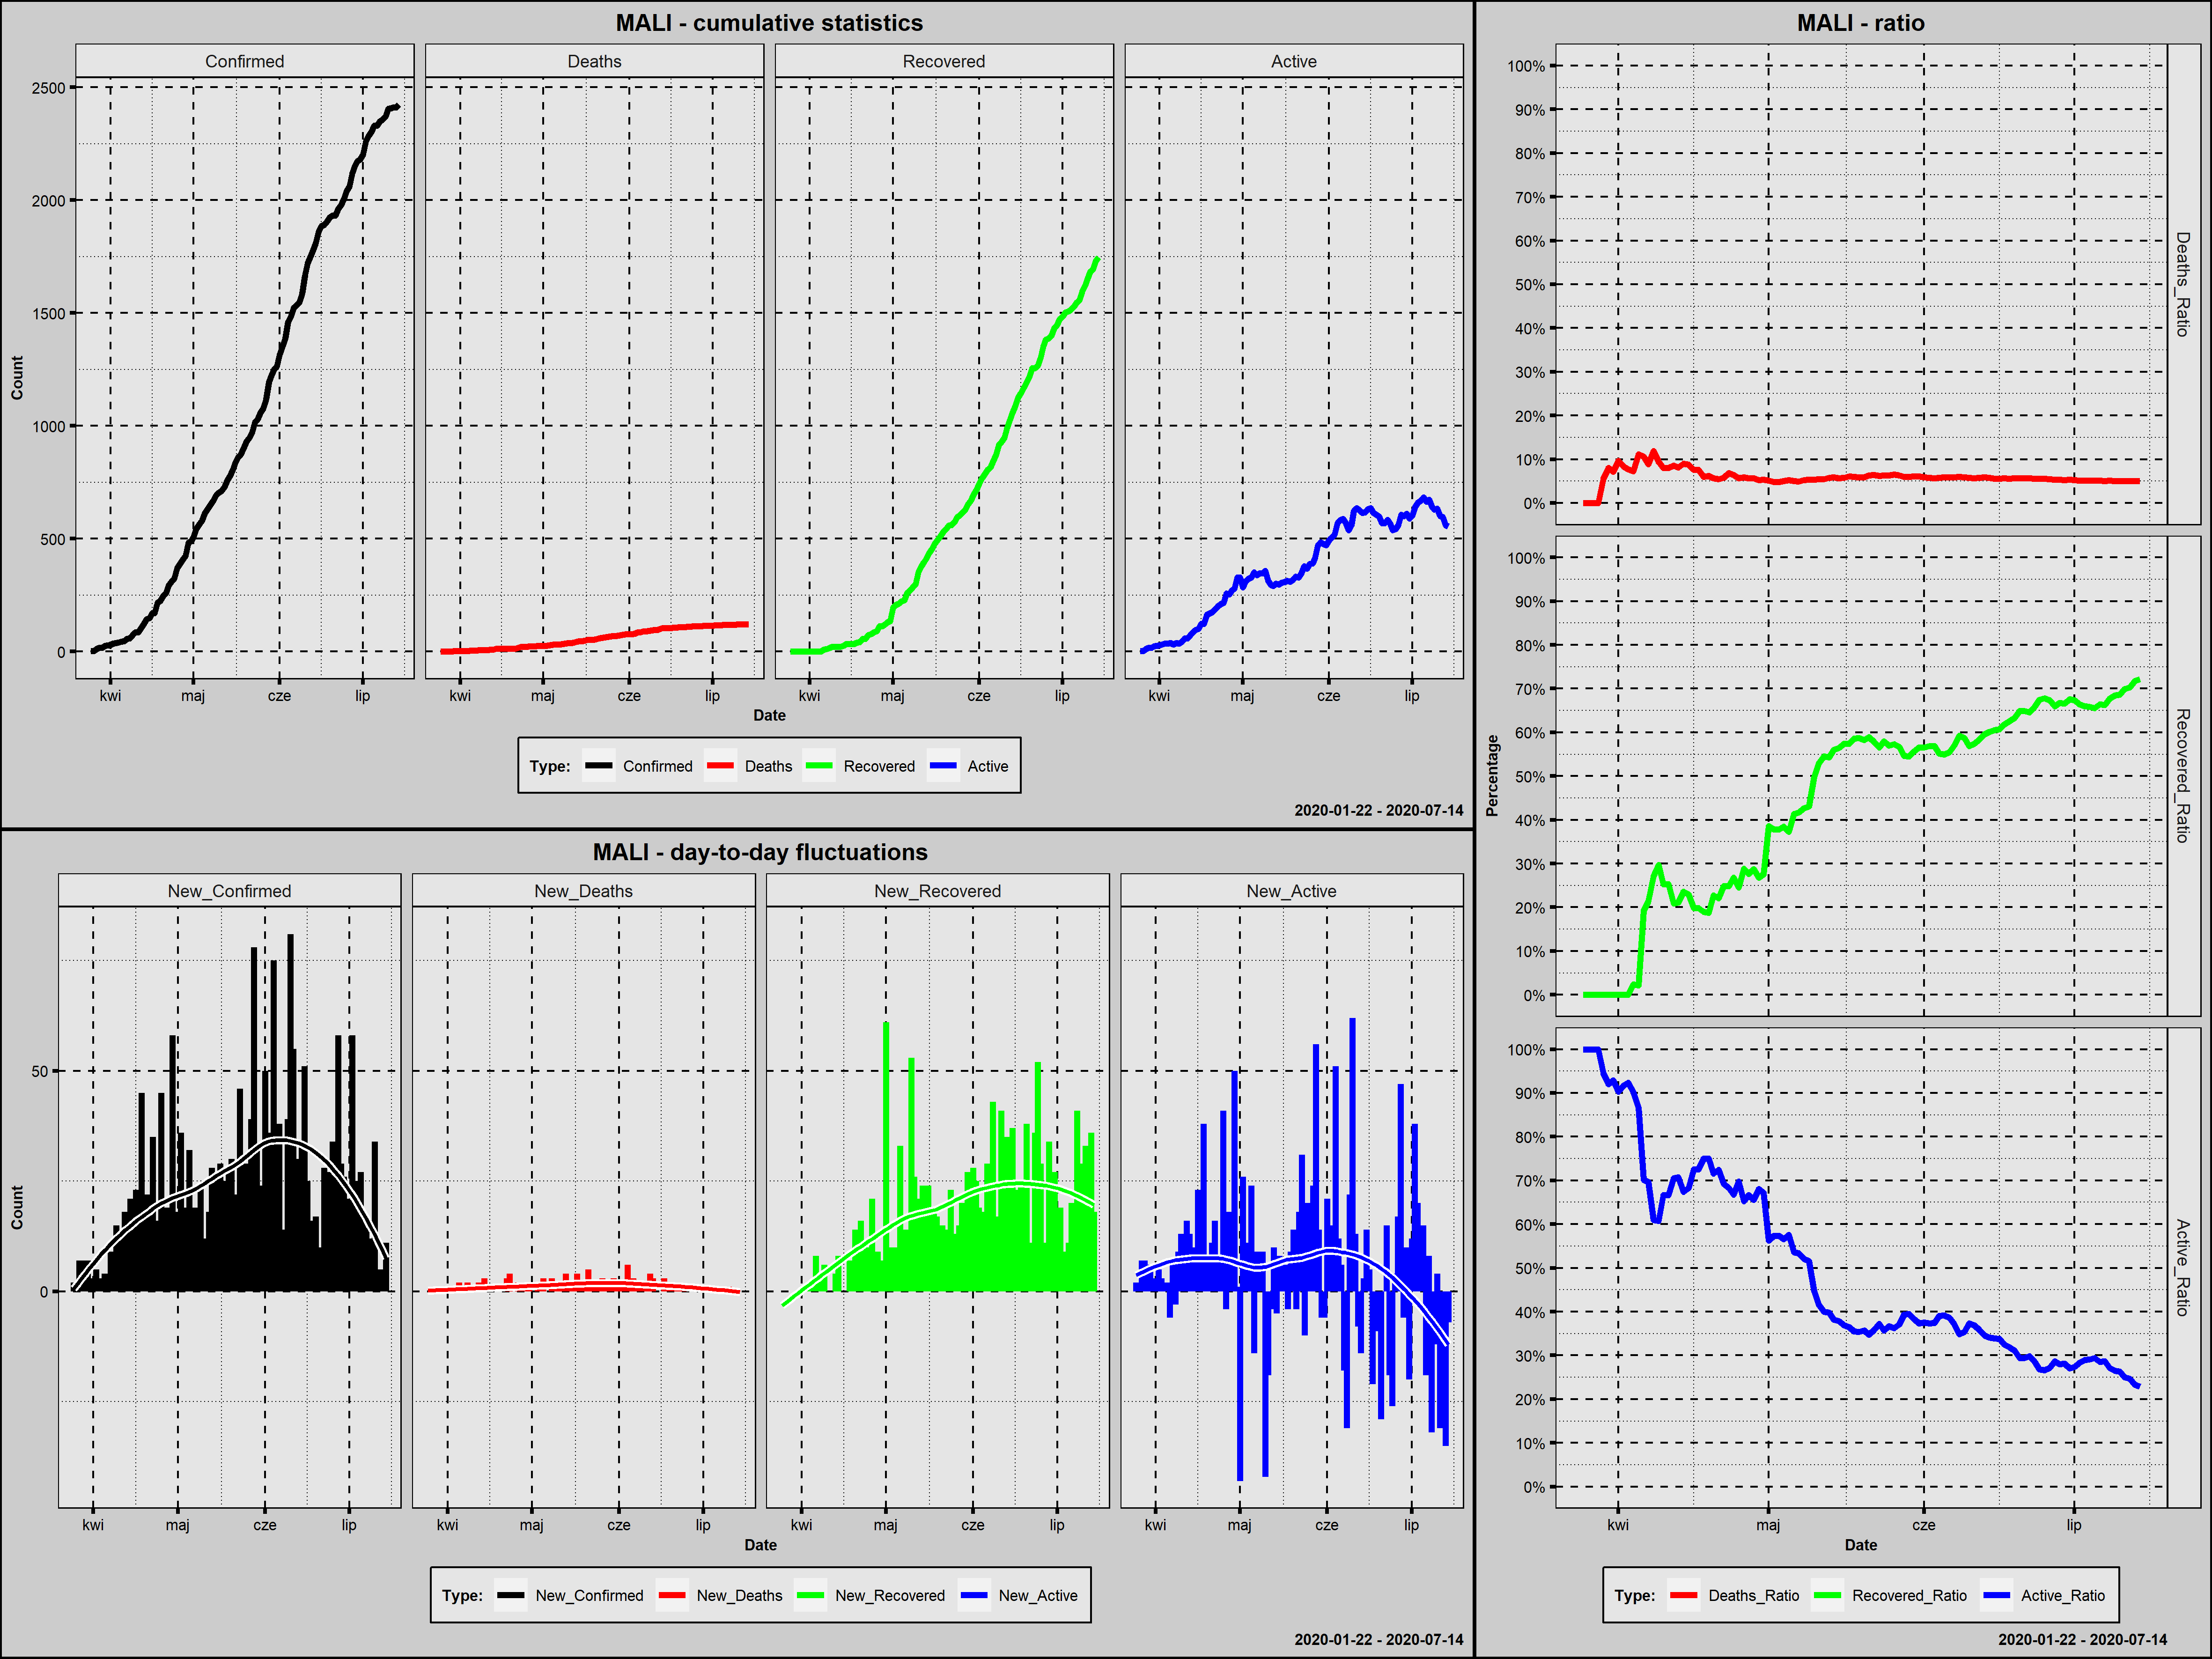 MALI - cumulative statistics
Confirmed Deaths Recovered Active
Count
2500
2000
1500
1000
500
0
kwi maj cze lip kwi maj cze lip kwi maj cze lip kwi maj cze lip
Date
Type: Confirmed Deaths Recovered Active
2020-01-22 - 2020-07-14
MALI - day-to-day fluctuations
New_Confirmed New_Deaths New_Recovered New_Active
Count
50
0
kwi maj cze lip kwi maj cze lip kwi maj cze lip kwi maj cze lip
Date
Type: New_Confirmed New_Deaths New_Recovered New_Active
2020-01-22 - 2020-07-14
MALI - ratio
Percentage
100%
90%
80%
70%
60%
50%
40%
30%
20%
10%
0%
Deaths_Ratio
100%
90%
80%
70%
60%
50%
40%
30%
20%
10%
0%
Recovered_Ratio
100%
90%
80%
70%
60%
50%
40%
30%
20%
10%
0%
Active_Ratio
kwi maj cze lip
Date
Type: Deaths_Ratio Recovered_Ratio Active_Ratio
2020-01-22 - 2020-07-14